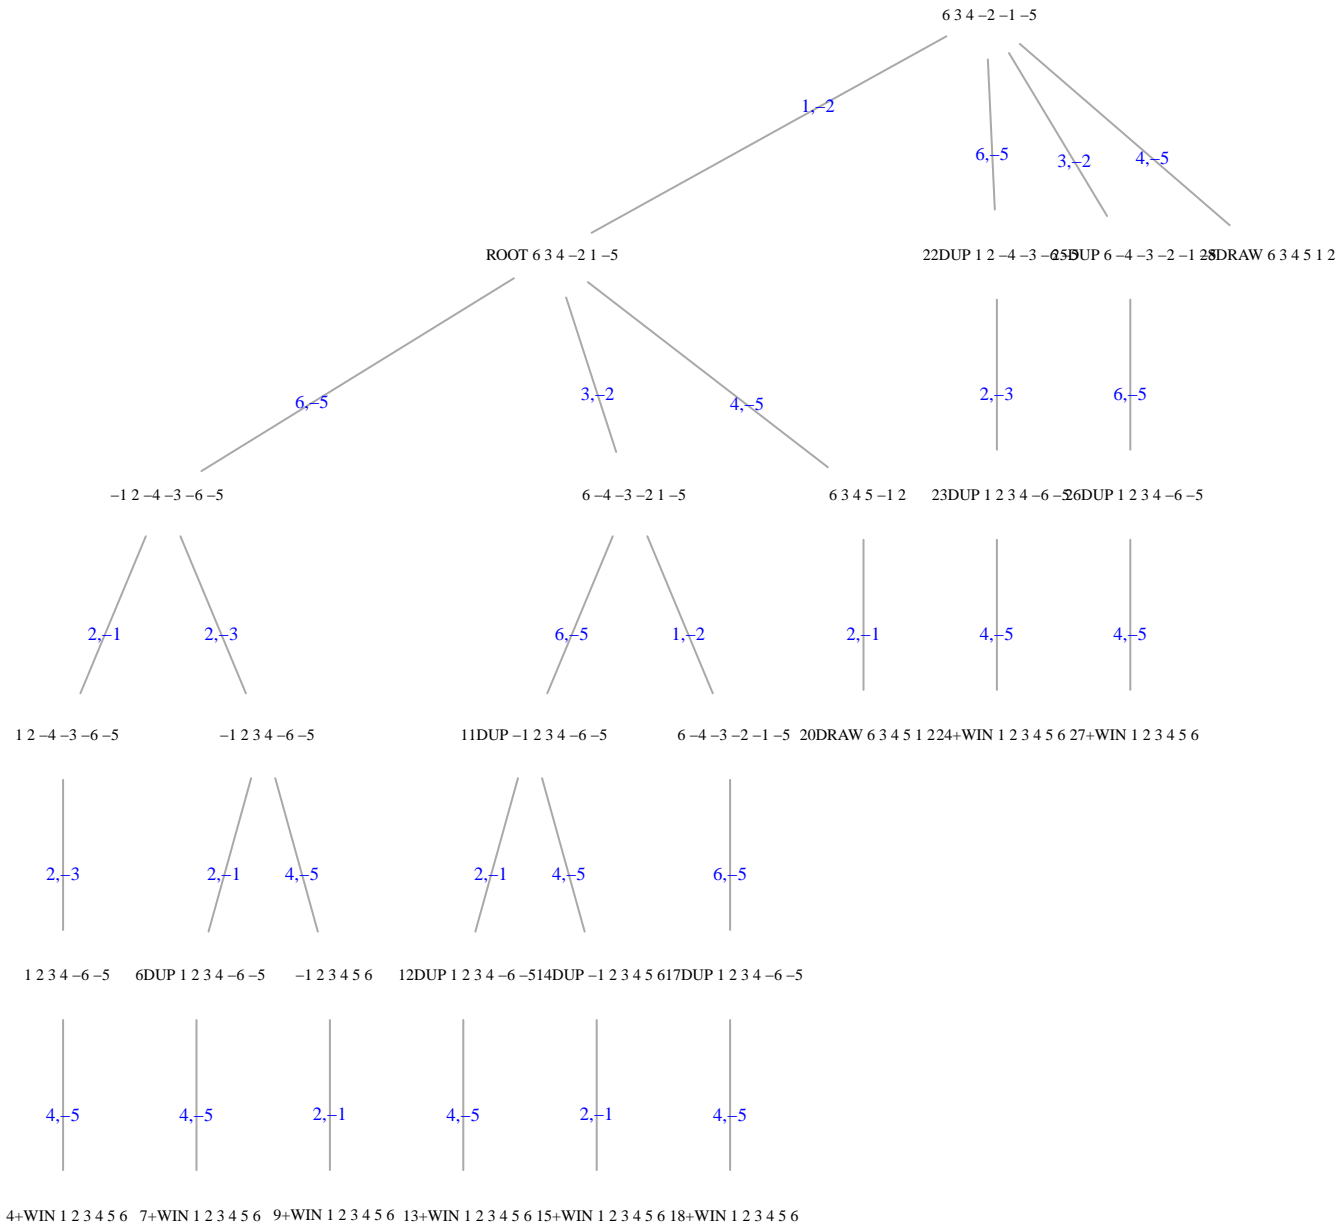 6 3 4 −2 −1 −5
1,−2
6,−5
3,−2
4,−5
ROOT 6 3 4 −2 1 −5
22DUP 1 2 −4 −3 −6 −5
25DUP 6 −4 −3 −2 −1 −5
28DRAW 6 3 4 5 1 2
6,−5
3,−2
4,−5
2,−3
6,−5
−1 2 −4 −3 −6 −5
6 −4 −3 −2 1 −5
6 3 4 5 −1 2
23DUP 1 2 3 4 −6 −5
26DUP 1 2 3 4 −6 −5
2,−1
2,−3
6,−5
1,−2
2,−1
4,−5
4,−5
1 2 −4 −3 −6 −5
−1 2 3 4 −6 −5
11DUP −1 2 3 4 −6 −5
6 −4 −3 −2 −1 −5
20DRAW 6 3 4 5 1 2
24+WIN 1 2 3 4 5 6
27+WIN 1 2 3 4 5 6
2,−3
2,−1
4,−5
2,−1
4,−5
6,−5
1 2 3 4 −6 −5
6DUP 1 2 3 4 −6 −5
−1 2 3 4 5 6
12DUP 1 2 3 4 −6 −5
14DUP −1 2 3 4 5 6
17DUP 1 2 3 4 −6 −5
4,−5
4,−5
2,−1
4,−5
2,−1
4,−5
4+WIN 1 2 3 4 5 6
7+WIN 1 2 3 4 5 6
9+WIN 1 2 3 4 5 6
13+WIN 1 2 3 4 5 6
15+WIN 1 2 3 4 5 6
18+WIN 1 2 3 4 5 6